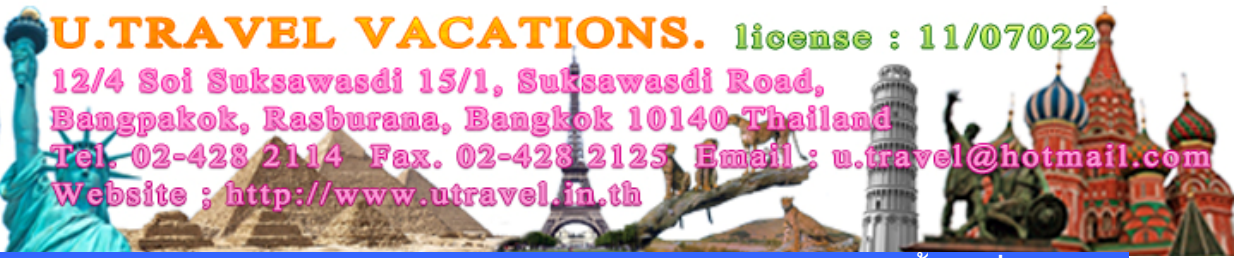 U.TRAVEL VACATIONS. license : 11/07022
12/4 Soi Suksawasdi 15/1, Suksawasdi Road,
Bangpakok, Rasburana, Bangkok 10140 Thailand
Tel. 02-428 2114 Fax. 02-428 2125 Email : u.travel@hotmail.com
Website ; http://www.utravel.in.th